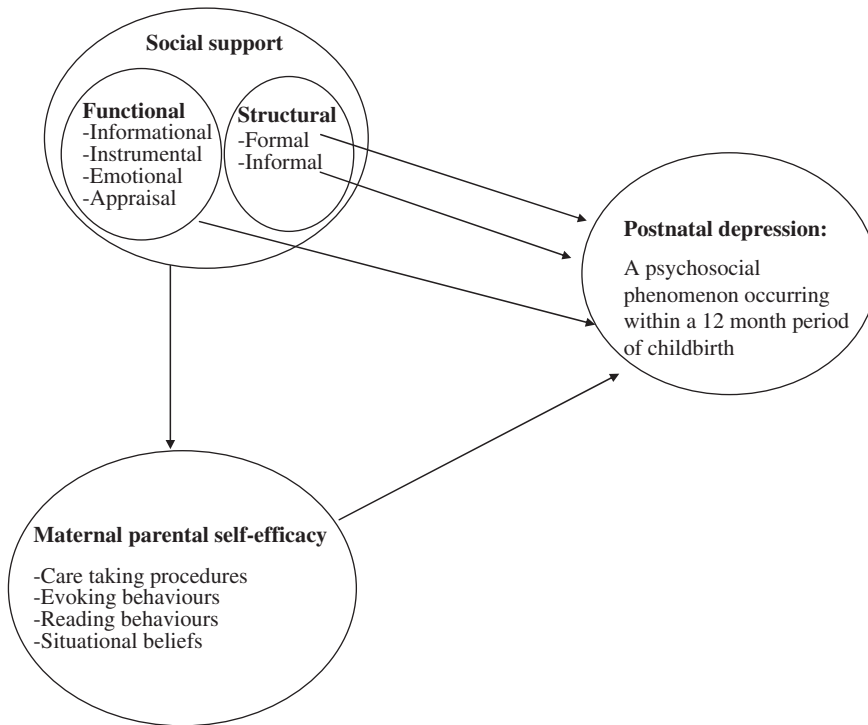 Social support
Functional
-Informational
-Instrumental
-Emotional
-Appraisal
Structural
-Formal
-Informal
Postnatal depression:
A psychosocial
phenomenon occurring
within a 12 month period
of childbirth
Maternal parental self-efficacy
-Care taking procedures
-Evoking behaviours
-Reading behaviours
-Situational beliefs